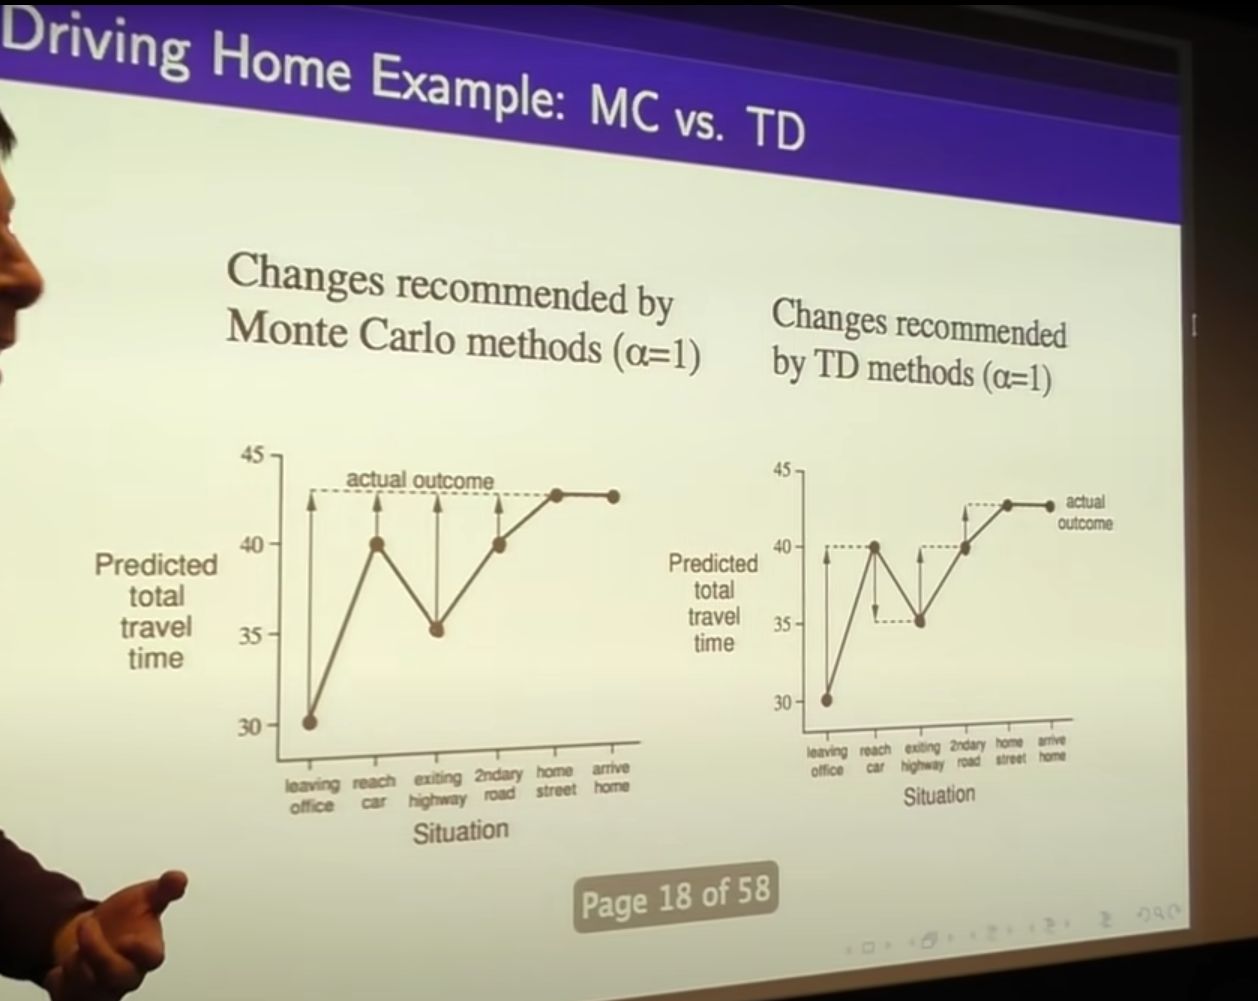 Driving Home Example: MC vs. TD
Changes recommended by
Monte Carlo methods (α=1)
45
40
35
30
actual outcome
Predicted
total
travel
time
leaving
office
reach
car
exiting
highway
2ndary
road
home
street
arrive
home
Situation
Changes recommended
by TD methods (α=1)
45
40
35
30
actual
outcome
Predicted
total
travel
time
leaving
office
reach
car
exiting
highway
2ndary
road
home
street
arrive
home
Situation
Page 18 of 58